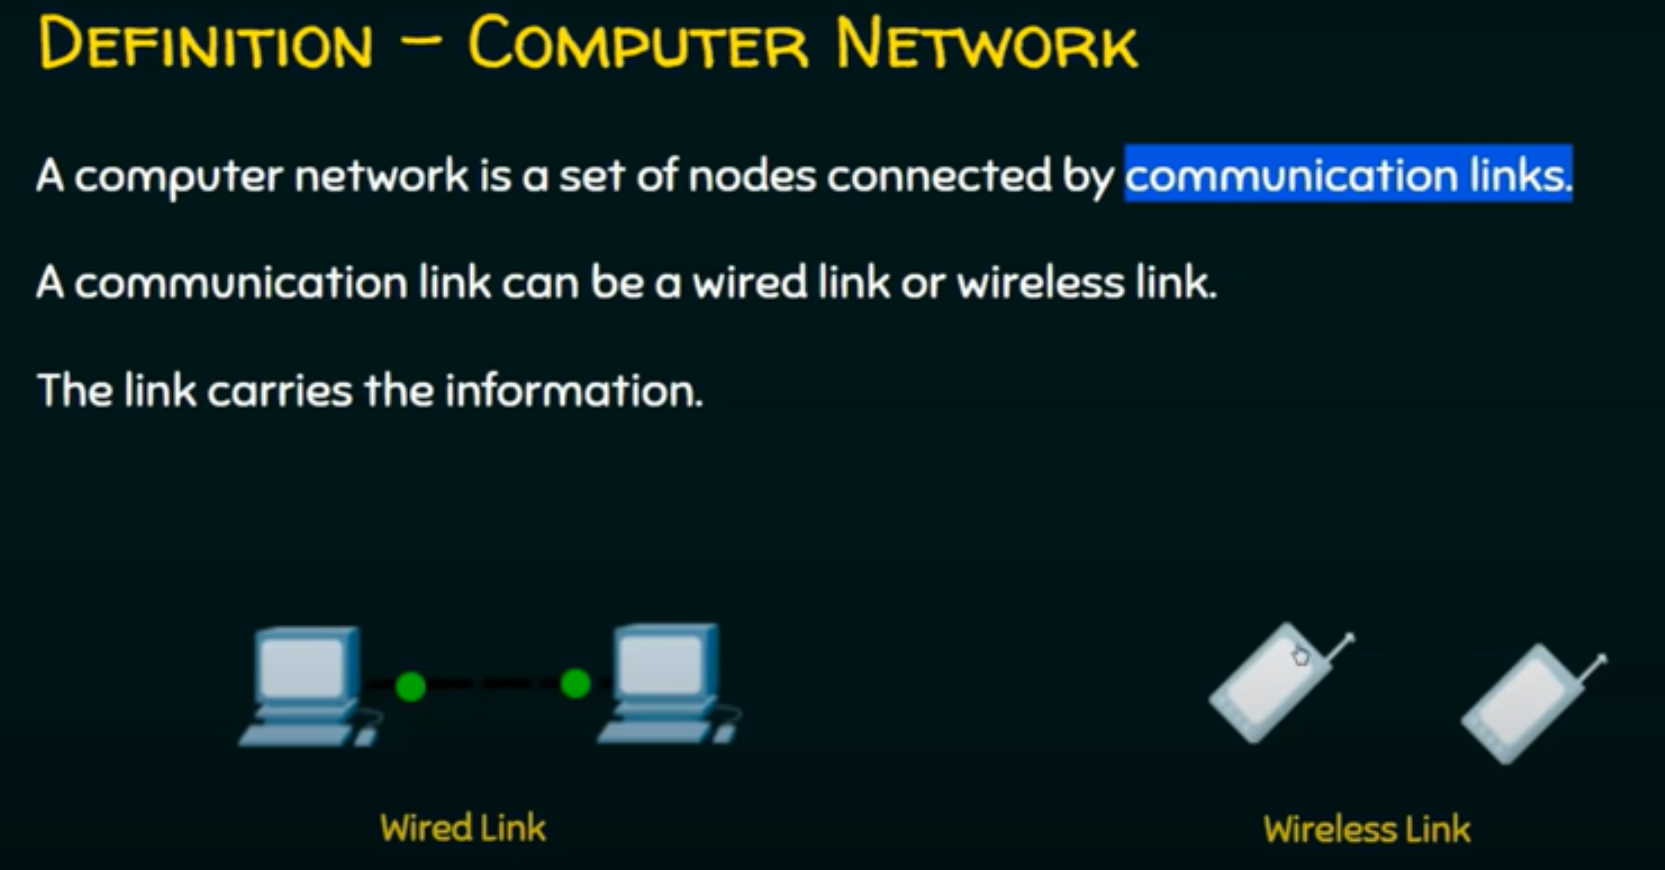 DEFINITION – COMPUTER NETWORK
A computer network is a set of nodes connected by communication links.
A communication link can be a wired link or wireless link.
The link carries the information.
Wired Link
Wireless Link